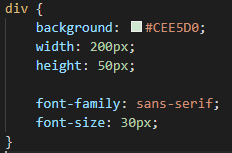 div {
    background: #CEE5D0;
    width: 200px;
    height: 50px;

    font-family: sans-serif;
    font-size: 30px;
}